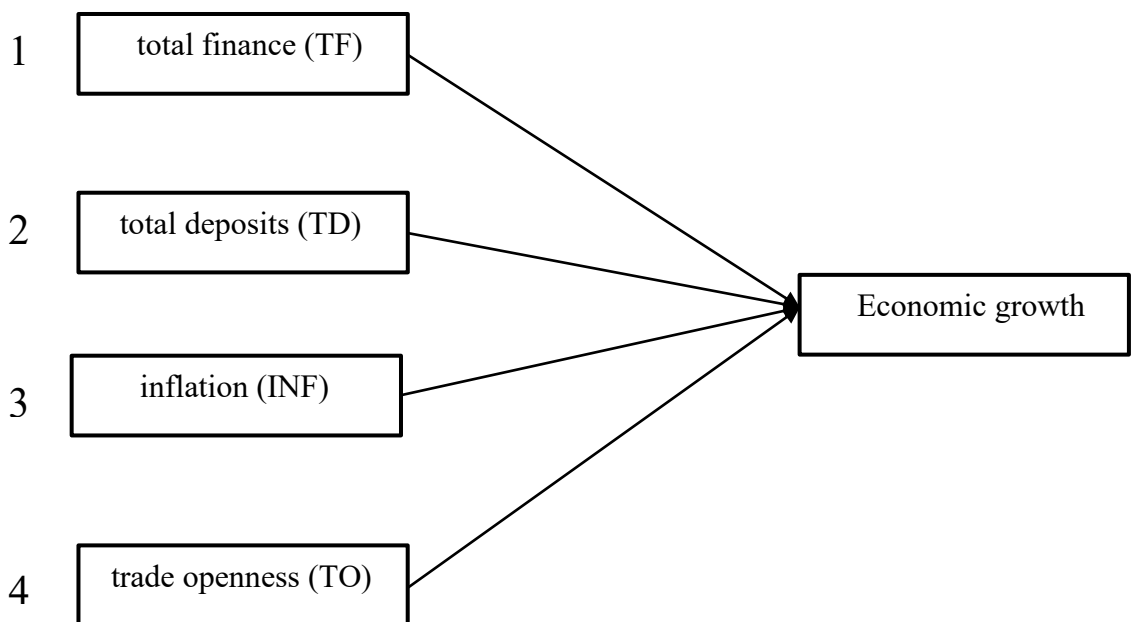 1
total finance (TF)
2
total deposits (TD)
Economic growth
3
inflation (INF)
4
trade openness (TO)